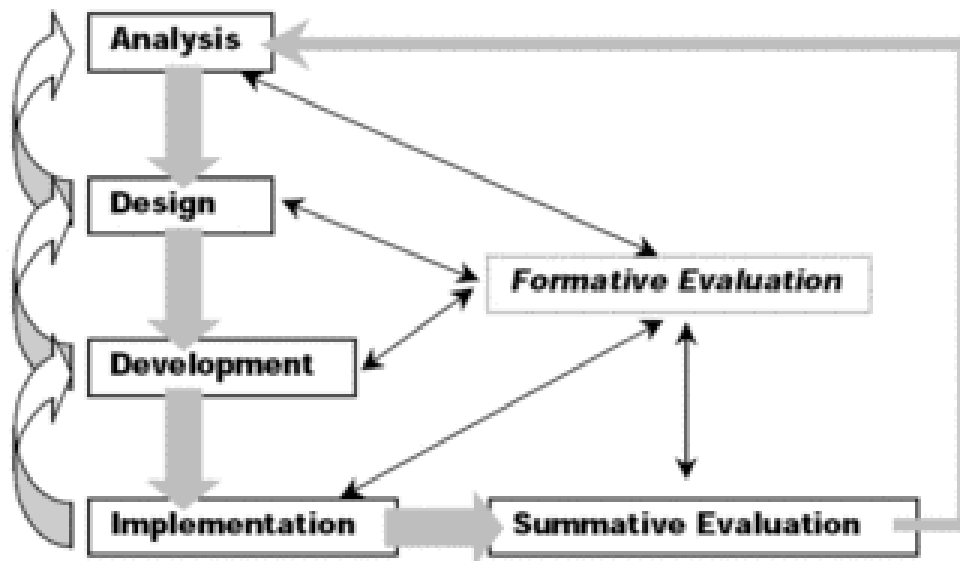 Analysis
Design
Formative Evaluation
Development
Implementation
Summative Evaluation